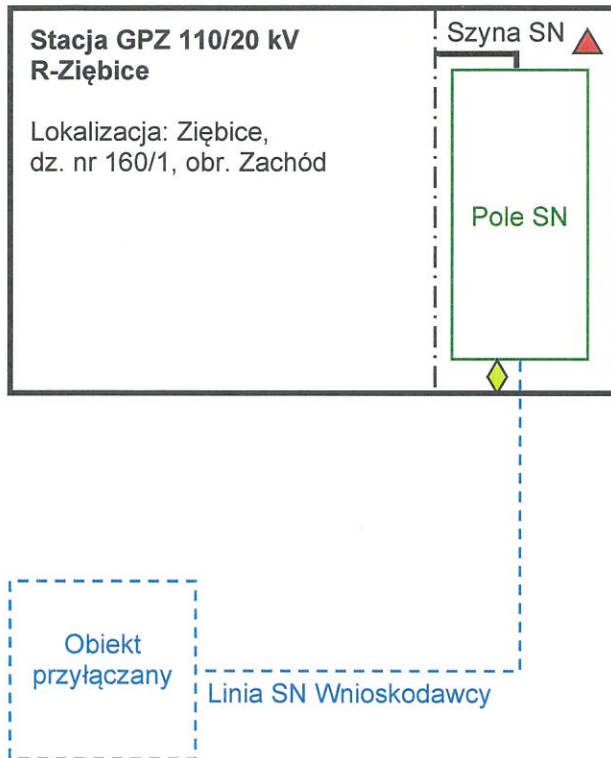 Stacja GPZ 110/20 kV
R-Ziębice
Lokalizacja: Ziębice,
dz. nr 160/1, obr. Zachód
Szyna SN
Pole SN
Obiekt
przyłączany
Linia SN Wnioskodawcy